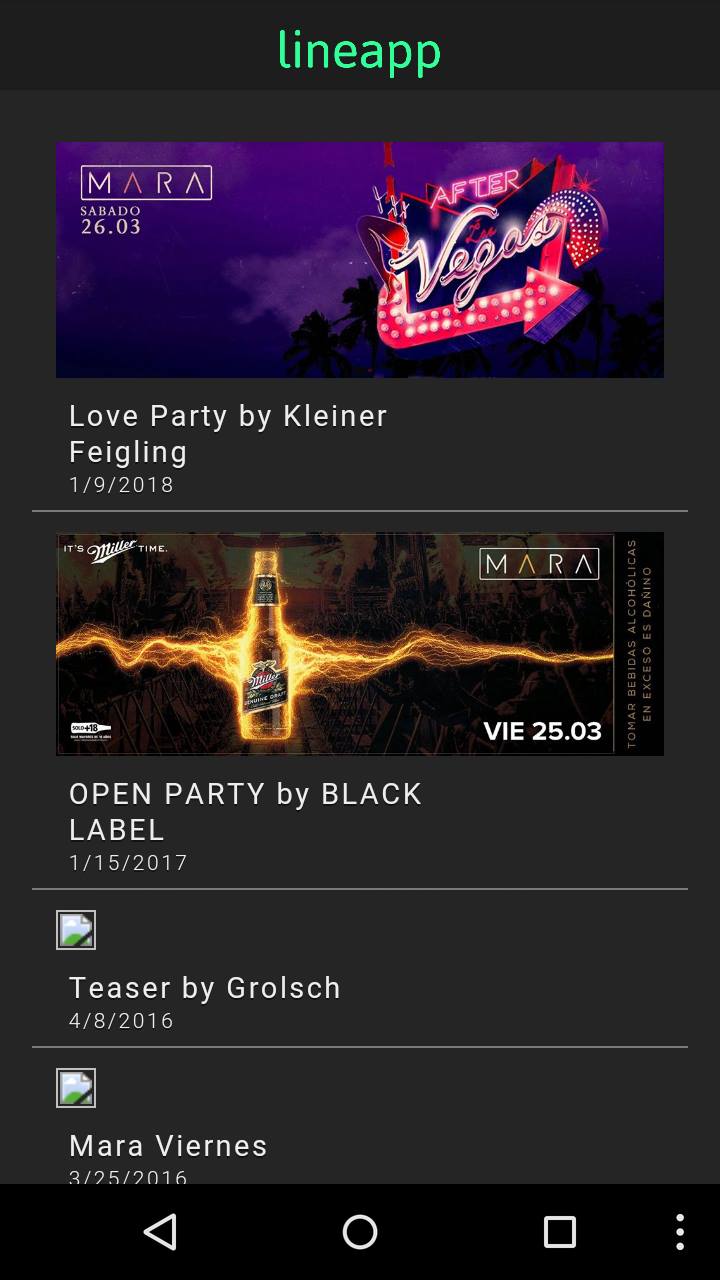 lineapp
MARA
SABADO
26.03
AFTER
Las
Vegas
Love Party by Kleiner
Feigling
1/9/2018
IT'S Miller TIME.
MARA
Miller
GENUINE DRAFT
SOLO +18
VIE 25.03
TOMAR BEBIDAS ALCOHÓLICAS
EN EXCESO ES DAÑINO
OPEN PARTY by BLACK
LABEL
1/15/2017
Teaser by Grolsch
4/8/2016
Mara Viernes
3/25/2016